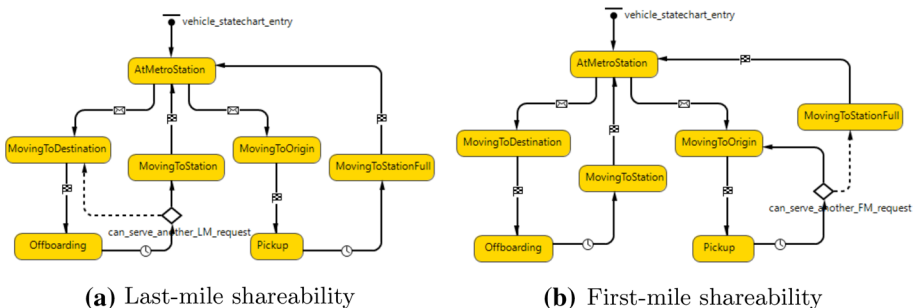 vehicle_statechart_entry
AtMetroStation
MovingToDestination
MovingToStation
MovingToOrigin
MovingToStationFull
can_serve_another_LM_request
Offboarding
Pickup
(a) Last-mile shareability
vehicle_statechart_entry
AtMetroStation
MovingToStationFull
MovingToDestination
MovingToOrigin
MovingToStation
can_serve_another_FM_request
Offboarding
Pickup
(b) First-mile shareability